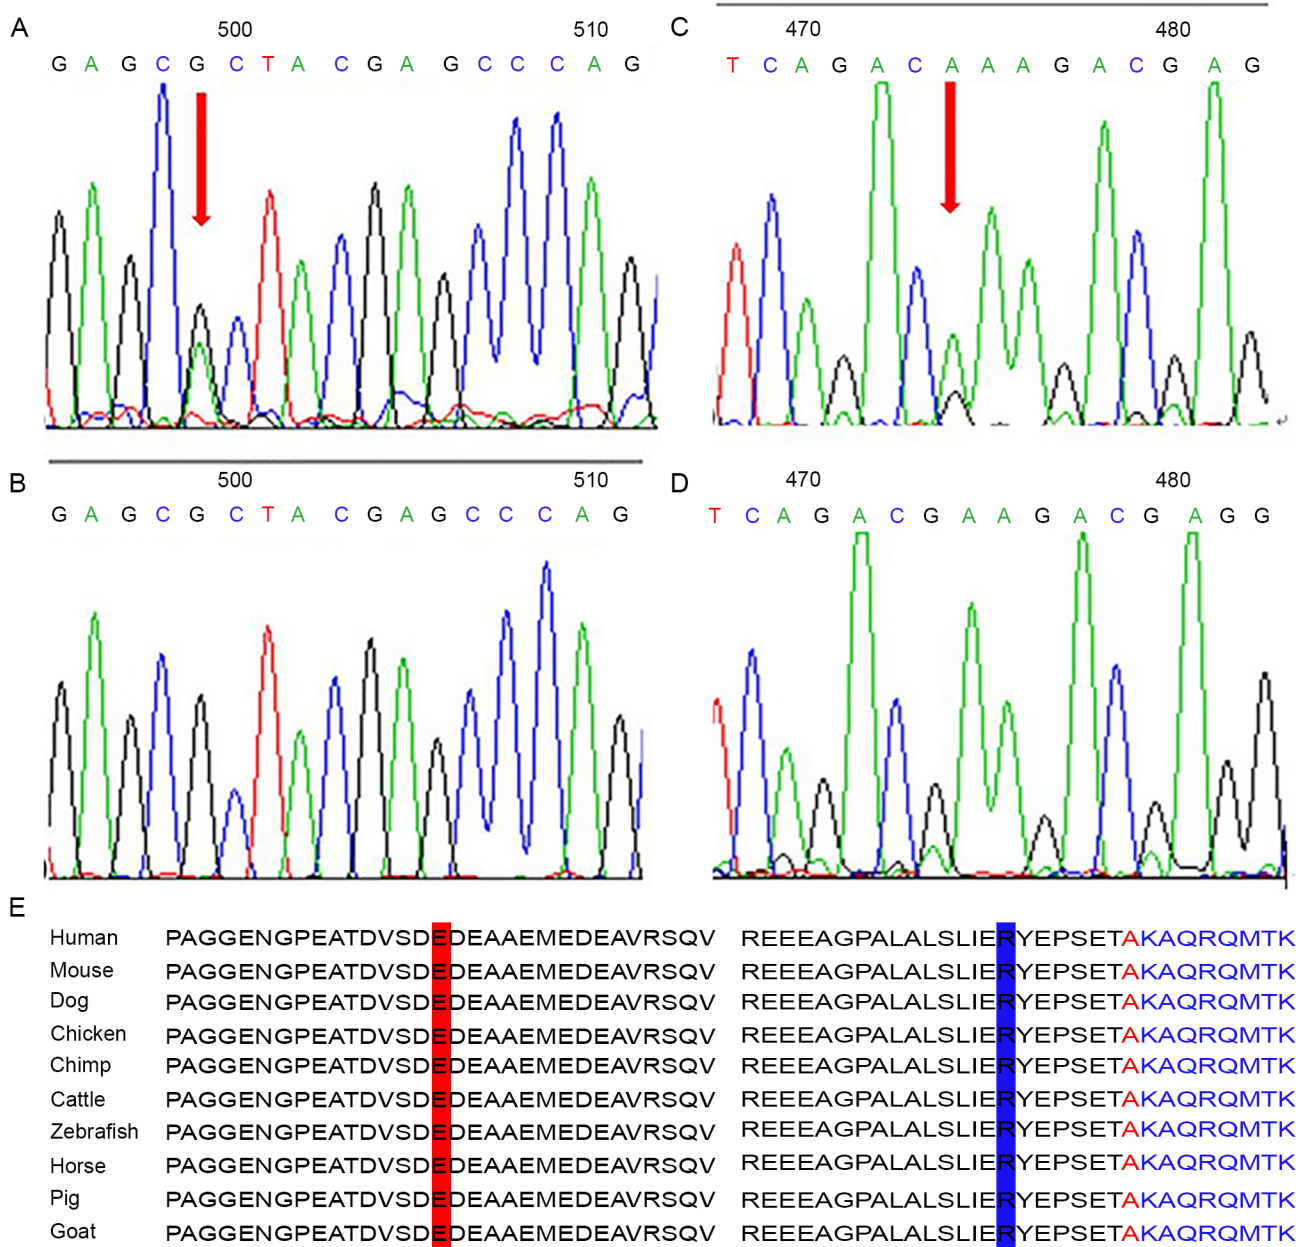 A
500 510
G A G C G C T A C G A G C C C A G
C
470 480
T C A G A C A A A G A C G A G
B
500 510
G A G C G C T A C G A G C C C A G
D
470 480
T C A G A C G A A G A C G A G G
E
Human PAGGENGPEATDVSDEDEAAEMEDEAVRSQV REEEAGPALALSLIERYEPSETAKAQRQMTK
Mouse PAGGENGPEATDVSDEDEAAEMEDEAVRSQV REEEAGPALALSLIERYEPSETAKAQRQMTK
Dog PAGGENGPEATDVSDEDEAAEMEDEAVRSQV REEEAGPALALSLIERYEPSETAKAQRQMTK
Chicken PAGGENGPEATDVSDEDEAAEMEDEAVRSQV REEEAGPALALSLIERYEPSETAKAQRQMTK
Chimp PAGGENGPEATDVSDEDEAAEMEDEAVRSQV REEEAGPALALSLIERYEPSETAKAQRQMTK
Cattle PAGGENGPEATDVSDEDEAAEMEDEAVRSQV REEEAGPALALSLIERYEPSETAKAQRQMTK
Zebrafish PAGGENGPEATDVSDEDEAAEMEDEAVRSQV REEEAGPALALSLIERYEPSETAKAQRQMTK
Horse PAGGENGPEATDVSDEDEAAEMEDEAVRSQV REEEAGPALALSLIERYEPSETAKAQRQMTK
Pig PAGGENGPEATDVSDEDEAAEMEDEAVRSQV REEEAGPALALSLIERYEPSETAKAQRQMTK
Goat PAGGENGPEATDVSDEDEAAEMEDEAVRSQV REEEAGPALALSLIERYEPSETAKAQRQMTK